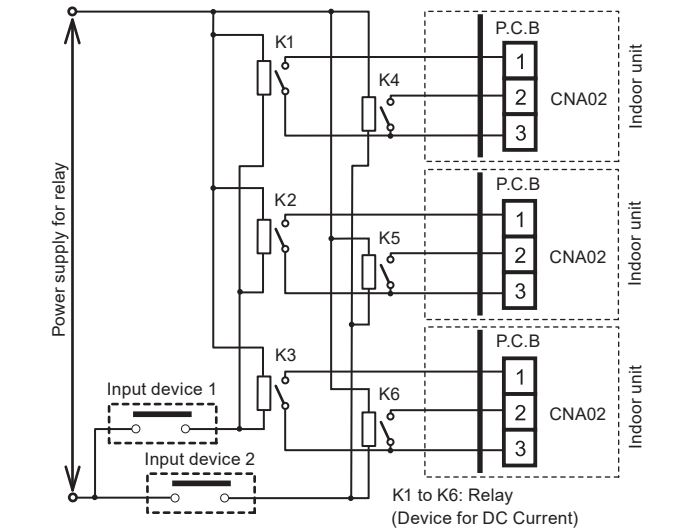 P.C.B
K1
1
K4
2
CNA02
3
Indoor unit
P.C.B
K2
1
K5
2
CNA02
3
Indoor unit
Power supply for relay
P.C.B
K3
1
K6
2
CNA02
3
Indoor unit
Input device 1
Input device 2
K1 to K6: Relay
(Device for DC Current)